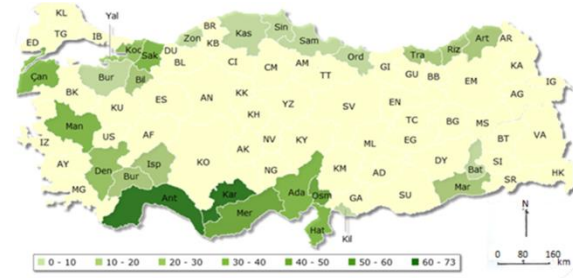 KL Yal
ED TG İB BR Kas Sin
Koc Sak DU Zon KB Sam Ord Tra Riz Art AR
Çan Bur Bil BL CI CM AM TT GI GU BB EM KA IG
BK KU ES AN KK KH YZ SV EN AG
Man US AF TC BG MS
IZ AK NV KY ML EG BT VA
AY Den Bur Isp KO NG KM AD DY Bat SI
MG Ant Kar Mer Ada Osm GA SU Mar SR HK
Hat Kil
N
0 - 10 10 - 20 20 - 30 30 - 40 40 - 50 50 - 60 60 - 73
0 80 160
km